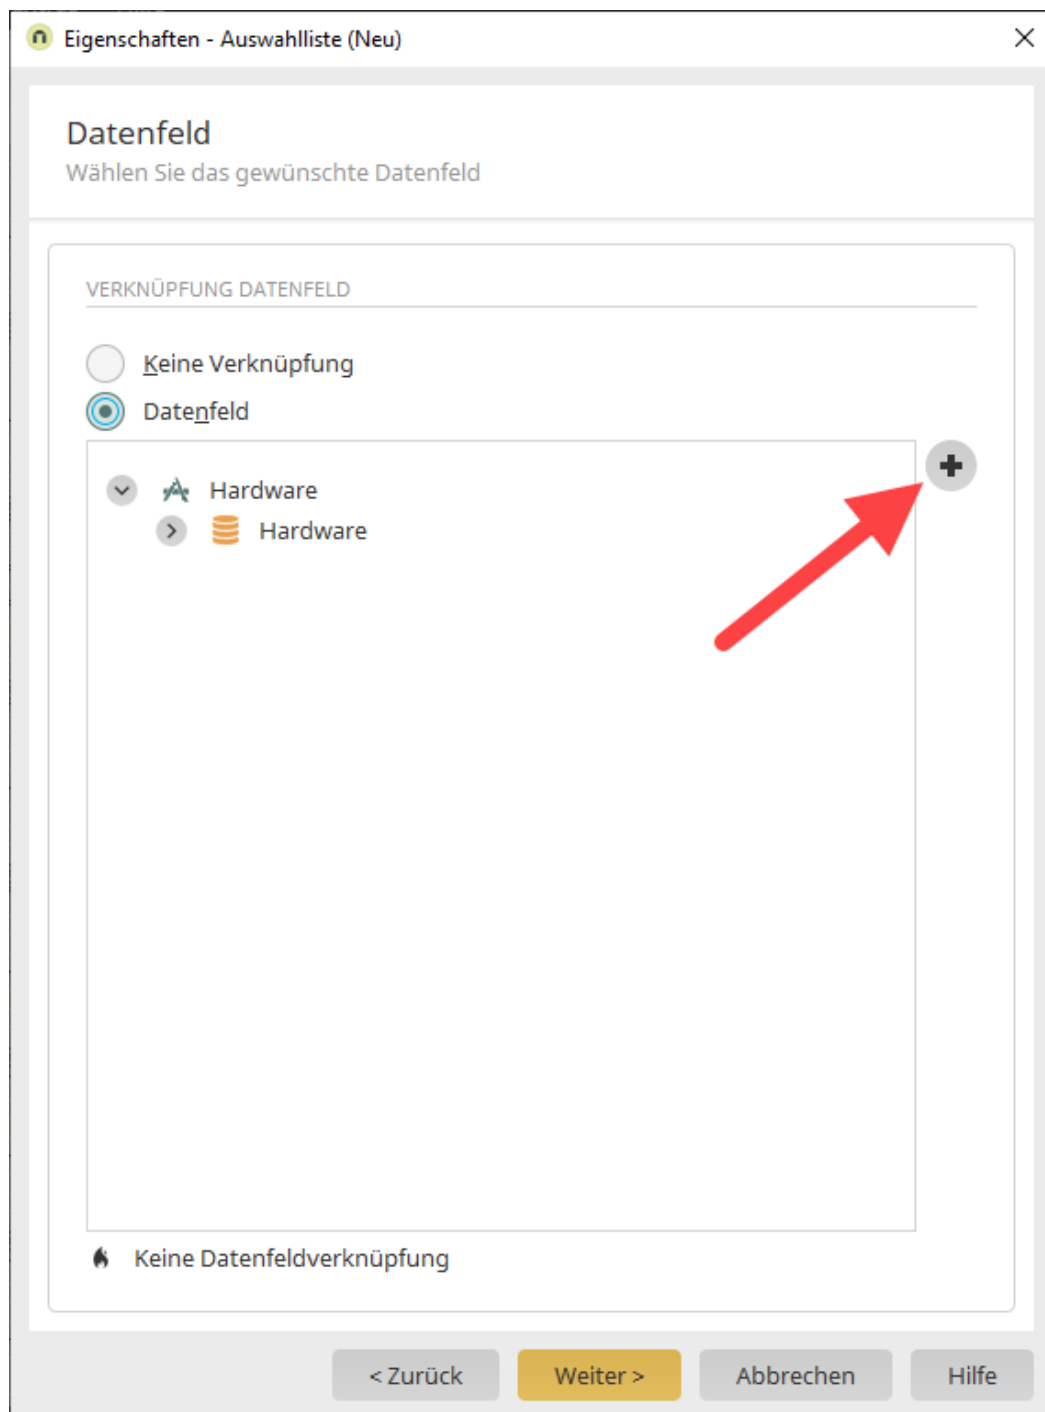 Eigenschaften - Auswahlliste (Neu)
Datenfeld
Wählen Sie das gewünschte Datenfeld
VERKNÜPFUNG DATENFELD
Keine Verknüpfung
Datenfeld
Hardware
Hardware
Keine Datenfeldverknüpfung
< Zurück
Weiter >
Abbrechen
Hilfe